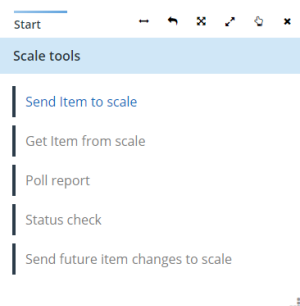 Start
Scale tools
Send Item to scale
Get Item from scale
Poll report
Status check
Send future item changes to scale